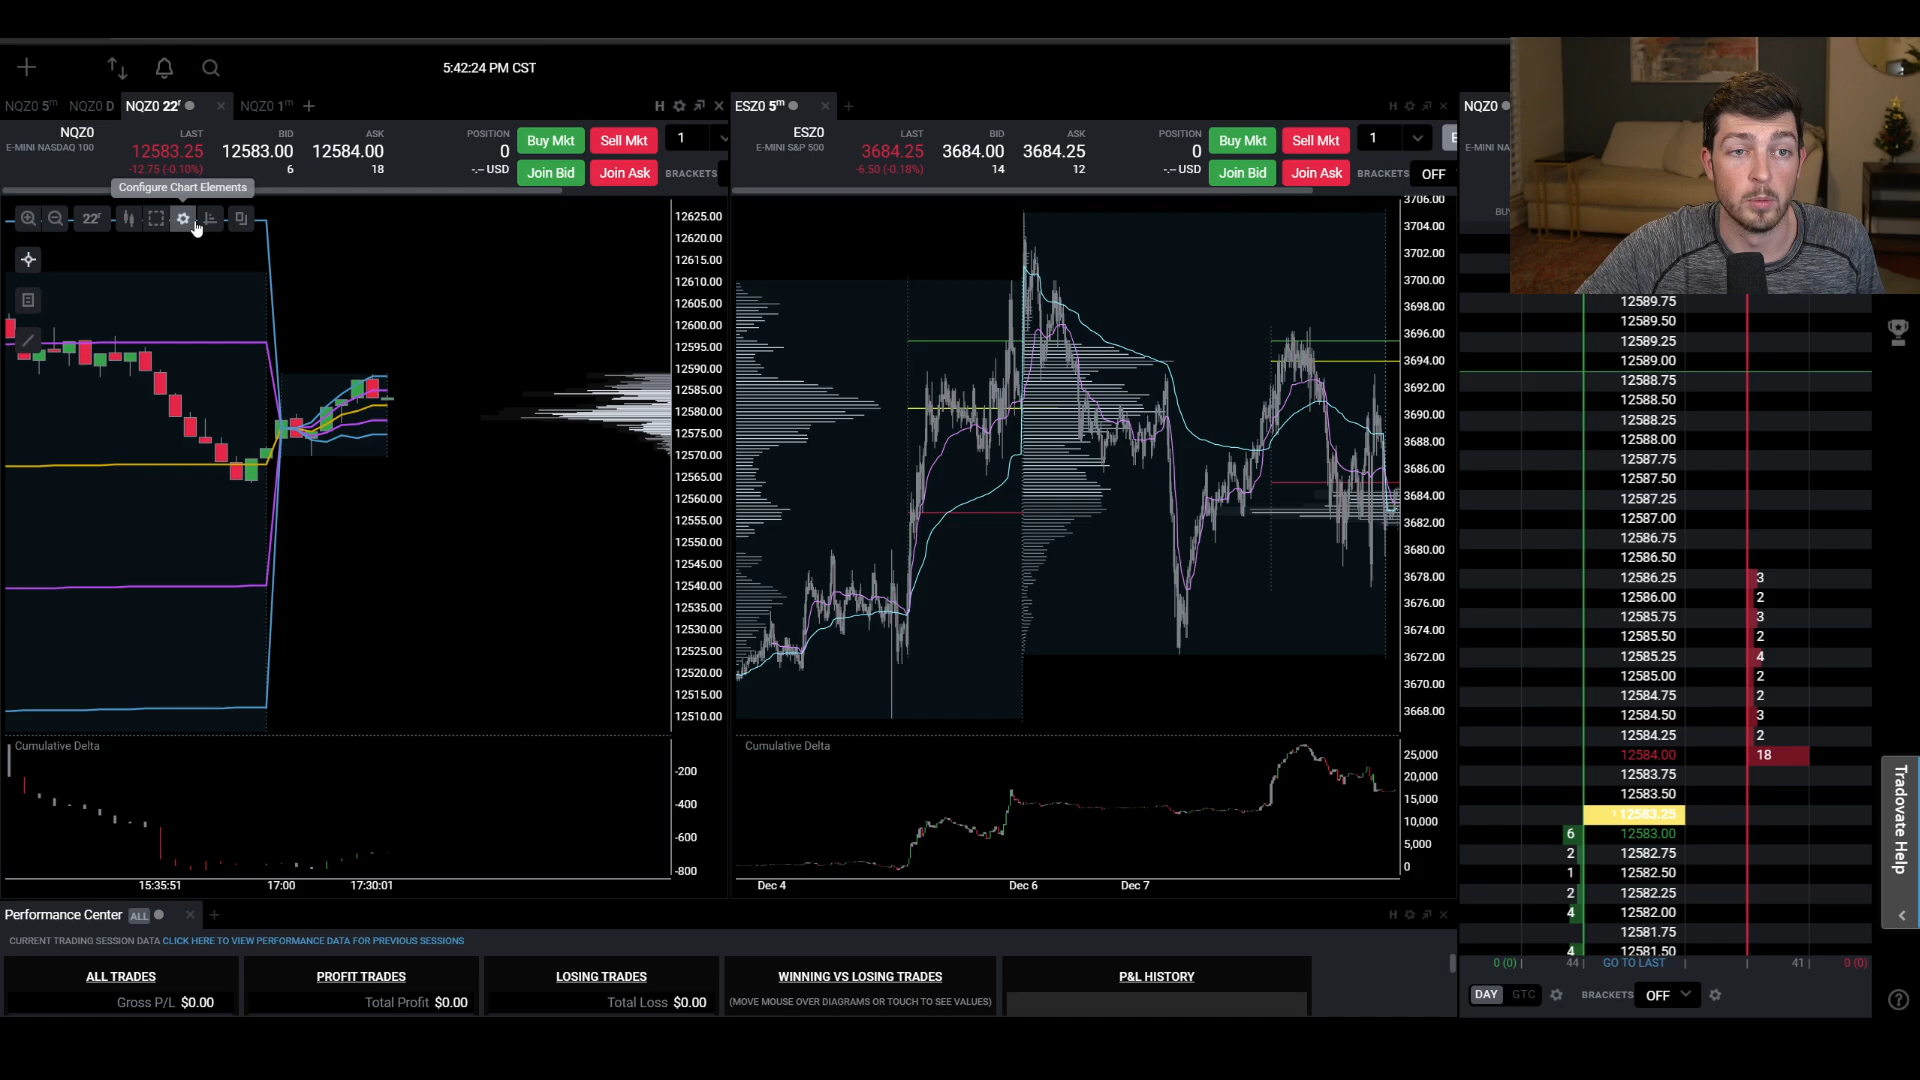 5:42:24 PM CST
NQZ0 5m NQZ0 D NQZ0 22r NQZ0 1m
H
NQZ0
E-MINI NASDAQ 100
LAST
12583.25
-12.75 (-0.10%)
BID
12583.00
6
ASK
12584.00
18
POSITION
0
-.-- USD
Buy Mkt
Sell Mkt
1
Join Bid
Join Ask
BRACKETS
Configure Chart Elements
22r
12625.00
12620.00
12615.00
12610.00
12605.00
12600.00
12595.00
12590.00
12585.00
12580.00
12575.00
12570.00
12565.00
12560.00
12555.00
12550.00
12545.00
12540.00
12535.00
12530.00
12525.00
12520.00
12515.00
12510.00
Cumulative Delta
-200
-400
-600
-800
15:35:51 17:00 17:30:01
ESZ0 5m
H
ESZ0
E-MINI S&P 500
LAST
3684.25
-6.50 (-0.18%)
BID
3684.00
14
ASK
3684.25
12
POSITION
0
-.-- USD
Buy Mkt
Sell Mkt
1
Join Bid
Join Ask
BRACKETS
OFF
3706.00
3704.00
3702.00
3700.00
3698.00
3696.00
3694.00
3692.00
3690.00
3688.00
3686.00
3684.00
3682.00
3680.00
3678.00
3676.00
3674.00
3672.00
3670.00
3668.00
Cumulative Delta
25,000
20,000
15,000
10,000
5,000
0
Dec 4 Dec 6 Dec 7
NQZ0
E-MINI NA
12589.75
12589.50
12589.25
12589.00
12588.75
12588.50
12588.25
12588.00
12587.75
12587.50
12587.25
12587.00
12586.75
12586.50
12586.25 3
12586.00 2
12585.75 3
12585.50 2
12585.25 4
12585.00 2
12584.75 2
12584.50 3
12584.25 2
12584.00 18
12583.75
12583.50
12583.25
6 12583.00
2 12582.75
1 12582.50
2 12582.25
4 12582.00
12581.75
4 12581.50
0 (0) 44 GO TO LAST 41 0 (0)
DAY GTC BRACKETS OFF
Tradovate Help
Performance Center ALL
H
CURRENT TRADING SESSION DATA CLICK HERE TO VIEW PERFORMANCE DATA FOR PREVIOUS SESSIONS
ALL TRADES
Gross P/L $0.00
PROFIT TRADES
Total Profit $0.00
LOSING TRADES
Total Loss $0.00
WINNING VS LOSING TRADES
(MOVE MOUSE OVER DIAGRAMS OR TOUCH TO SEE VALUES)
P&L HISTORY